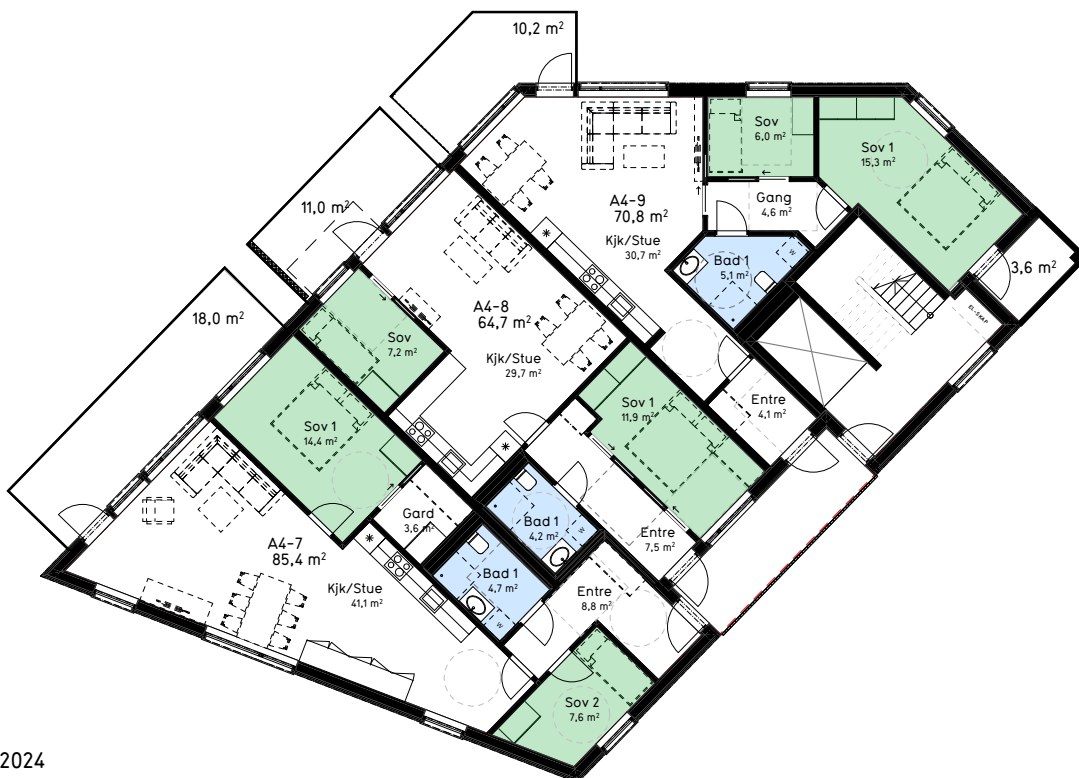 10,2 m²
Sov
6,0 m²
Sov 1
15,3 m²
A4-9
70,8 m²
Kjk/Stue
30,7 m²
Gang
4,6 m²
11,0 m²
Bad 1
5,1 m²
W
3,6 m²
EL-SKAP
18,0 m²
A4-8
64,7 m²
Sov
7,2 m²
Kjk/Stue
29,7 m²
Sov 1
11,9 m²
Entre
4,1 m²
Sov 1
14,4 m²
Gard
3,6 m²
Bad 1
4,2 m²
W
Entre
7,5 m²
A4-7
85,4 m²
Kjk/Stue
41,1 m²
Bad 1
4,7 m²
W
Entre
8,8 m²
Sov 2
7,6 m²
2024